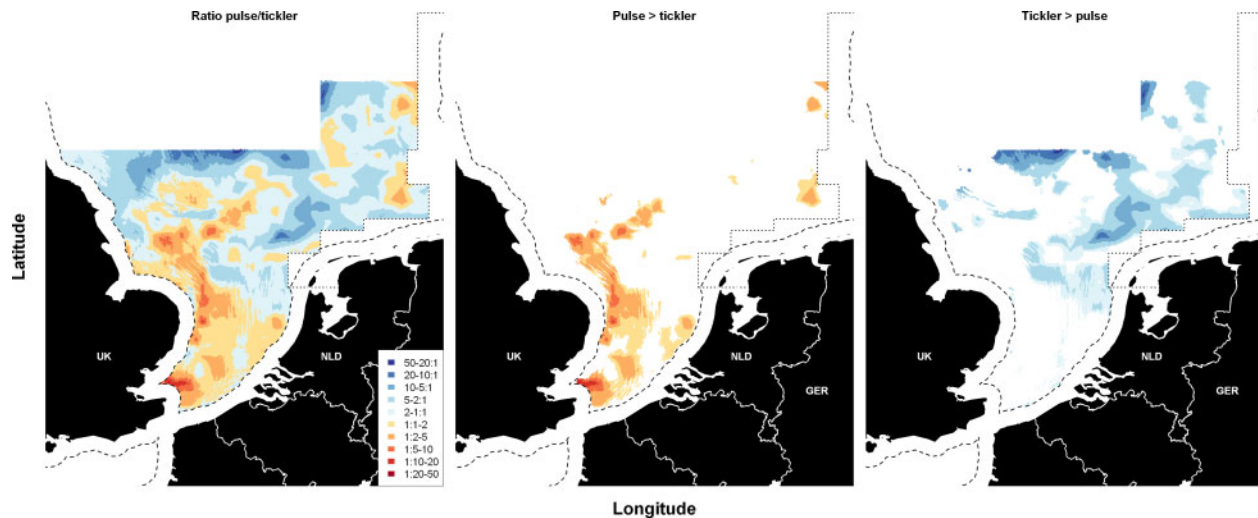 Ratio pulse/tickler
Pulse > tickler
Tickler > pulse
Latitude
UK
NLD
50-20:1
20-10:1
10-5:1
5-2:1
2-1:1
1:1-2
1:2-5
1:5-10
1:10-20
1:20-50
UK
NLD
GER
UK
NLD
GER
Longitude